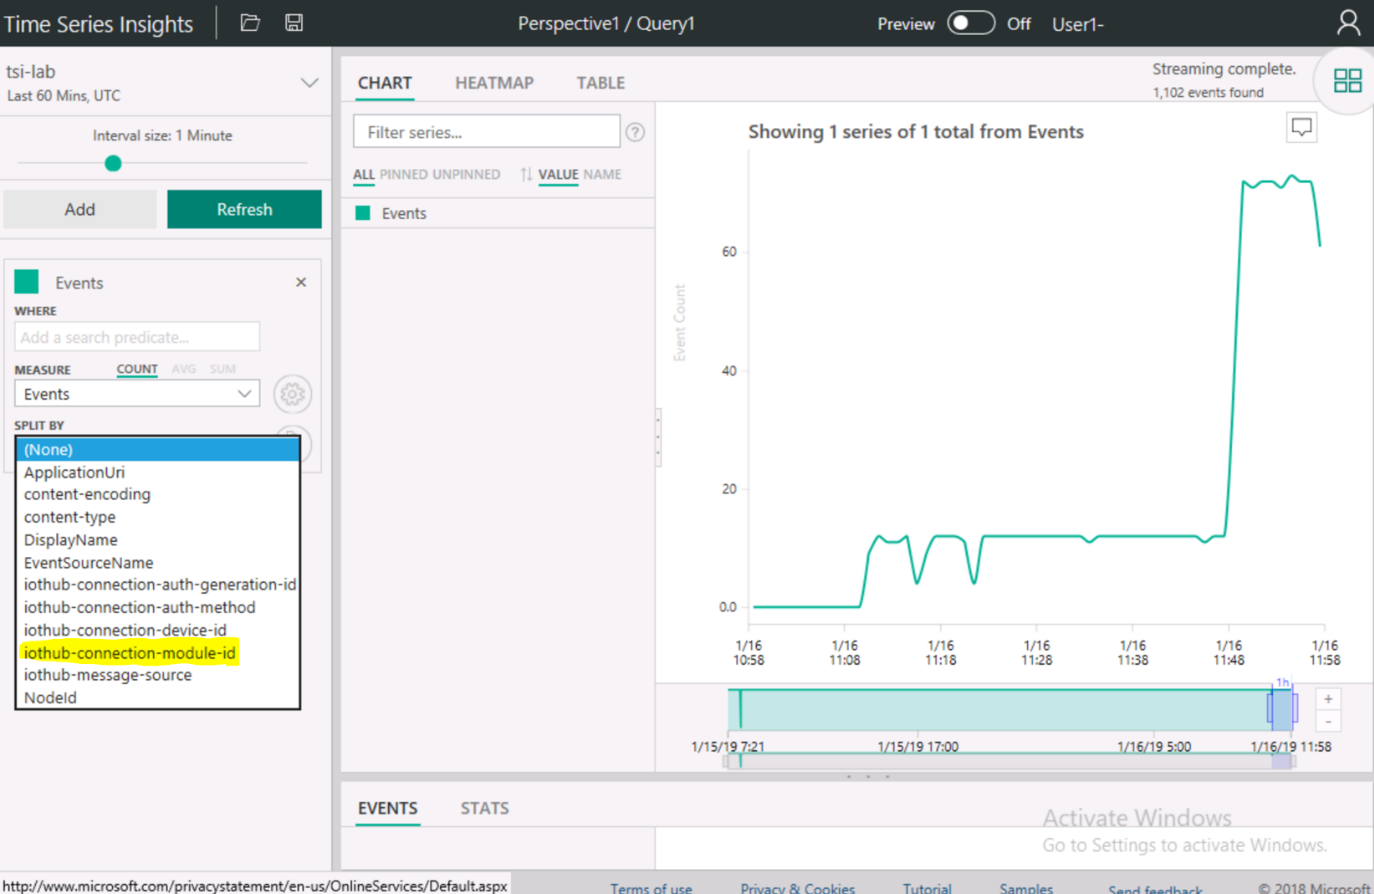 Time Series Insights
Perspective1 / Query1
Preview Off User1-
tsi-lab
Last 60 Mins, UTC
Interval size: 1 Minute
Add Refresh
Events ×
WHERE
Add a search predicate...
MEASURE COUNT AVG SUM
Events
SPLIT BY
(None)
ApplicationUri
content-encoding
content-type
DisplayName
EventSourceName
iothub-connection-auth-generation-id
iothub-connection-auth-method
iothub-connection-device-id
iothub-connection-module-id
iothub-message-source
NodeId
CHART HEATMAP TABLE
Streaming complete.
1,102 events found
Filter series... ?
ALL PINNED UNPINNED VALUE NAME
Events
Showing 1 series of 1 total from Events
Event Count
60
40
20
0.0
1/16 1/16 1/16 1/16 1/16 1/16 1/16
10:58 11:08 11:18 11:28 11:38 11:48 11:58
1h
+
-
1/15/19 7:21 1/15/19 17:00 1/16/19 5:00 1/16/19 11:58
EVENTS STATS
Activate Windows
Go to Settings to activate Windows.
http://www.microsoft.com/privacystatement/en-us/OnlineServices/Default.aspx
Terms of use Privacy & Cookies Tutorial Samples Send feedback © 2018 Microsoft